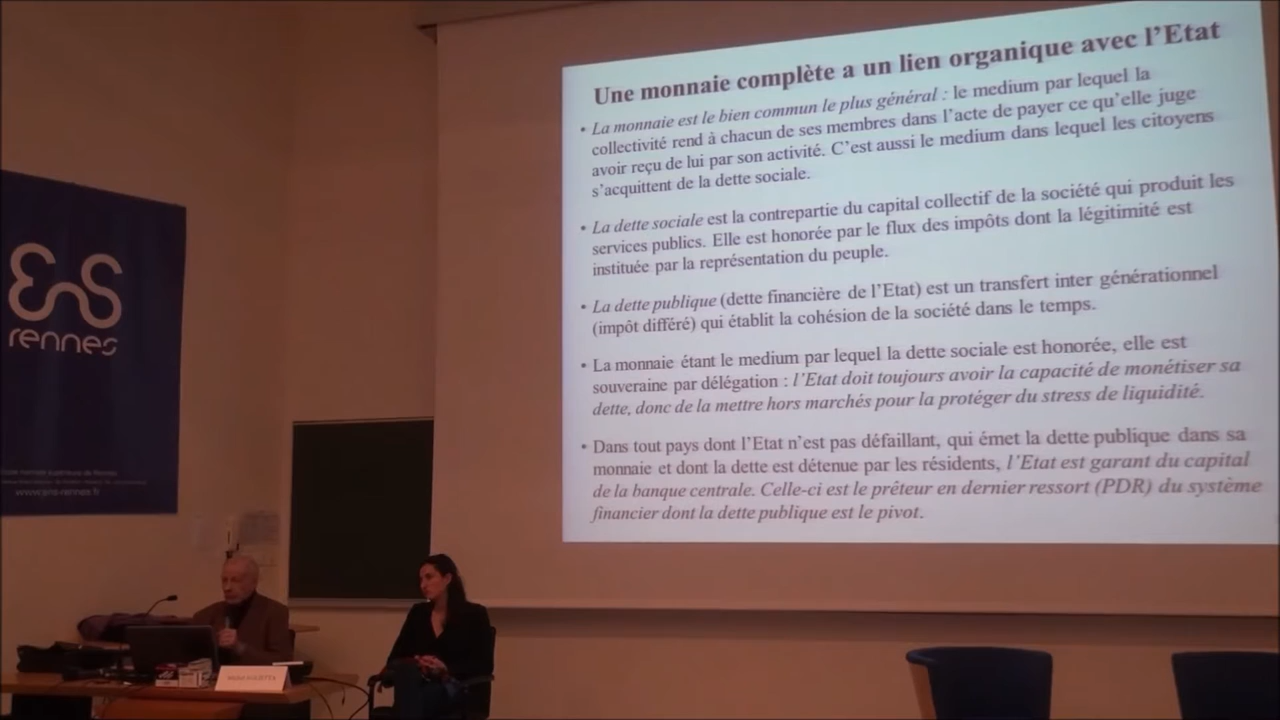 Une monnaie complète a un lien organique avec l'Etat
• La monnaie est le bien commun le plus général : le medium par lequel la
collectivité rend à chacun de ses membres dans l'acte de payer ce qu'elle juge
avoir reçu de lui par son activité. C'est aussi le medium dans lequel les citoyens
s'acquittent de la dette sociale.
• La dette sociale est la contrepartie du capital collectif de la société qui produit les
services publics. Elle est honorée par le flux des impôts dont la légitimité est
instituée par la représentation du peuple.
• La dette publique (dette financière de l'Etat) est un transfert inter générationnel
(impôt différé) qui établit la cohésion de la société dans le temps.
• La monnaie étant le medium par lequel la dette sociale est honorée, elle est
souveraine par délégation : l'Etat doit toujours avoir la capacité de monétiser sa
dette, donc de la mettre hors marchés pour la protéger du stress de liquidité.
• Dans tout pays dont l'Etat n'est pas défaillant, qui émet la dette publique dans sa
monnaie et dont la dette est détenue par les résidents, l'Etat est garant du capital
de la banque centrale. Celle-ci est le prêteur en dernier ressort (PDR) du système
financier dont la dette publique est le pivot.
ens
rennes
www.ens-rennes.fr